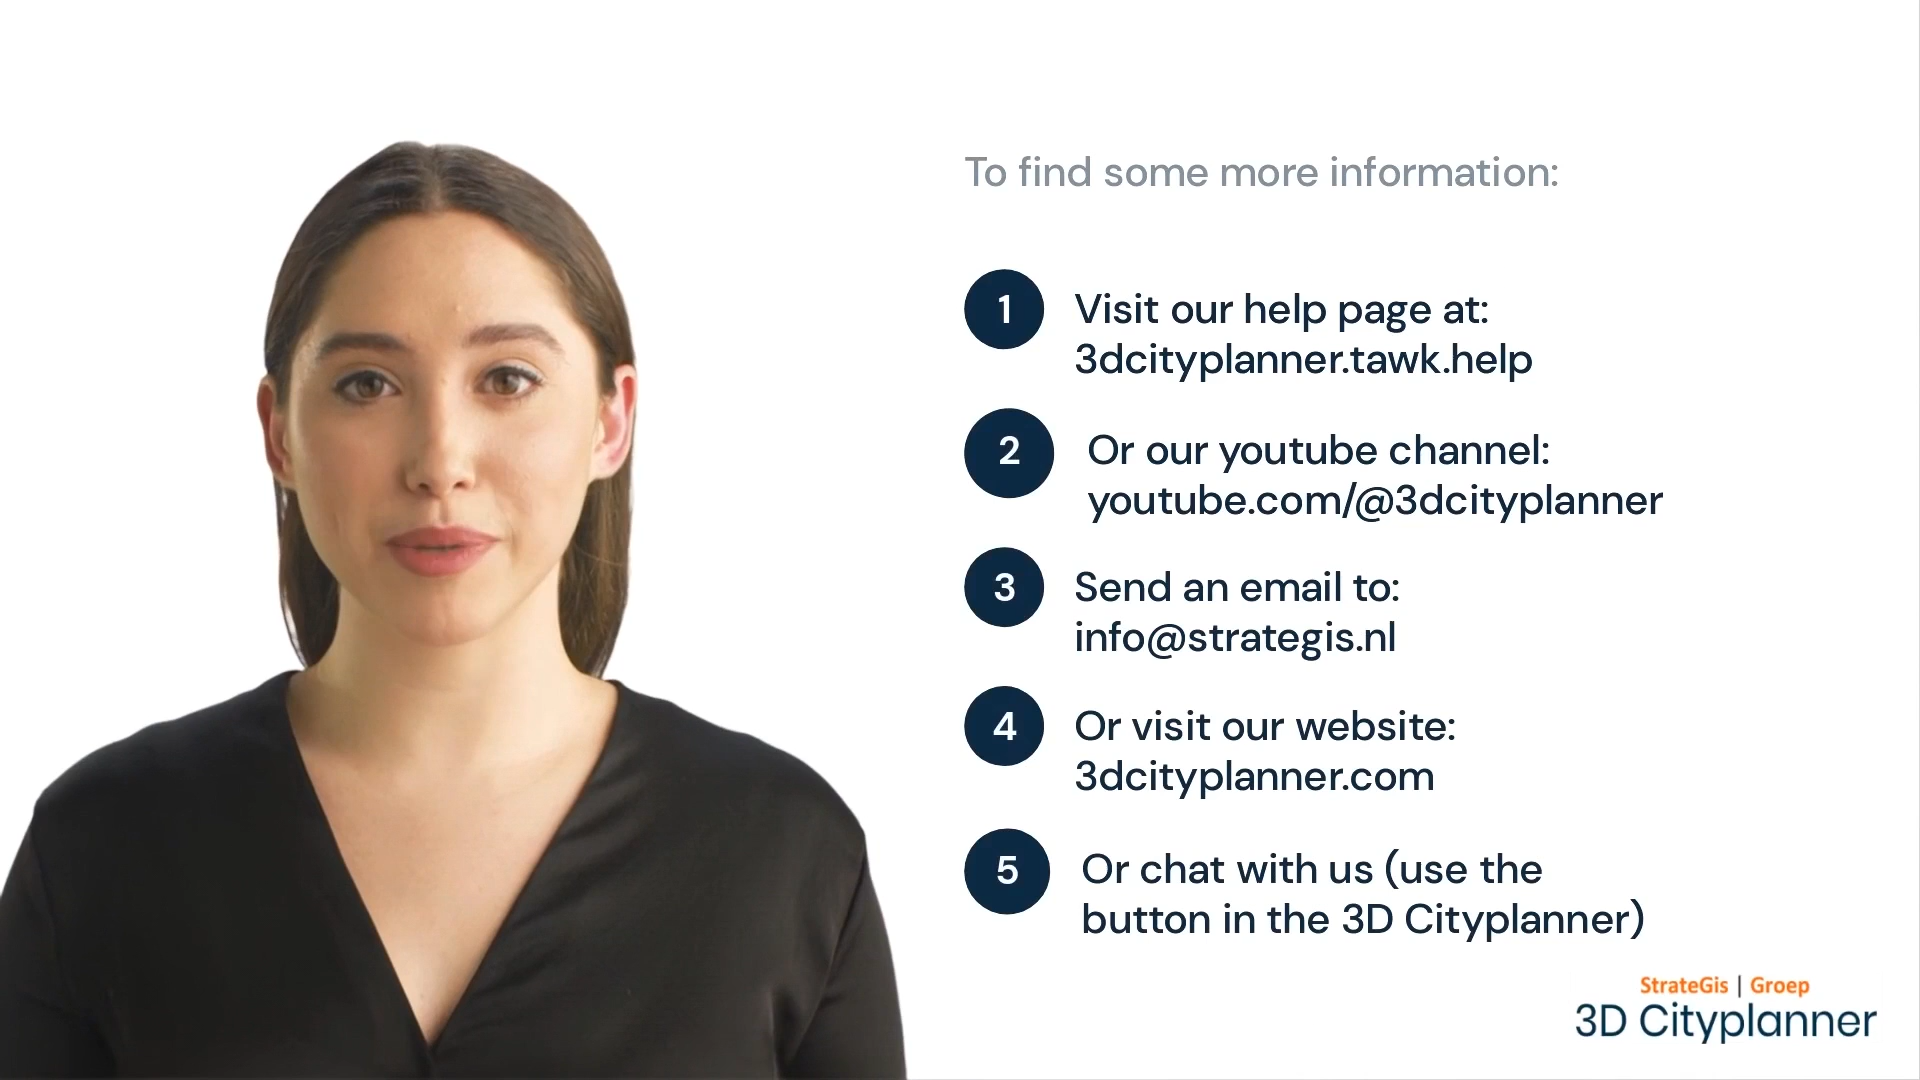 To find some more information:
1
Visit our help page at:
3dcityplanner.tawk.help
2
Or our youtube channel:
youtube.com/@3dcityplanner
3
Send an email to:
info@strategis.nl
4
Or visit our website:
3dcityplanner.com
5
Or chat with us (use the
button in the 3D Cityplanner)
StrateGis | Groep
3D Cityplanner